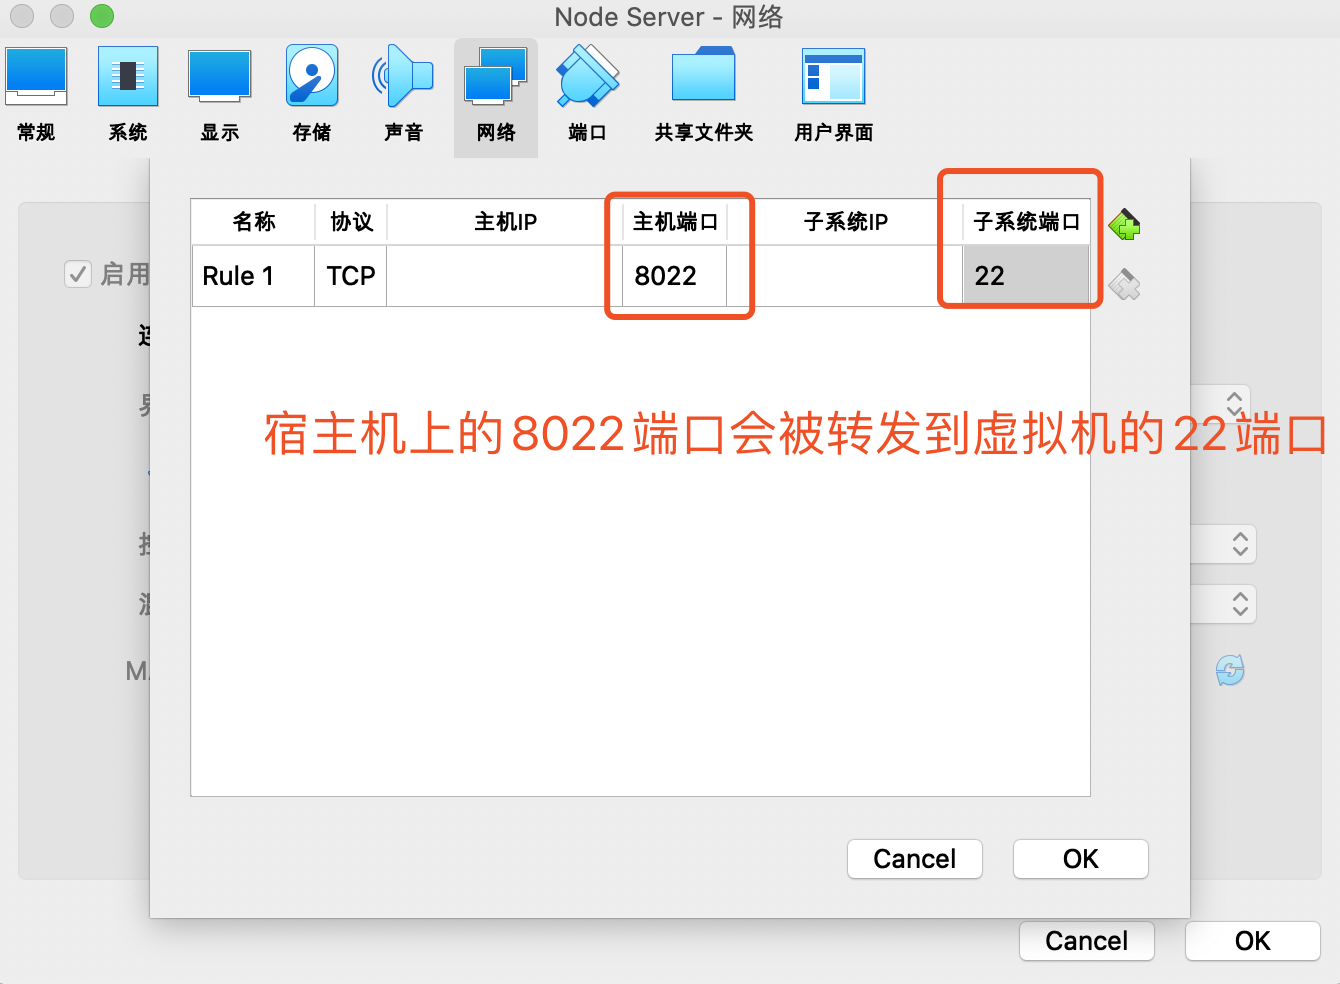 Node Server - 网络
常规 系统 显示 存储 声音 网络 端口 共享文件夹 用户界面
名称 协议 主机IP 主机端口 子系统IP 子系统端口
Rule 1 TCP 8022 22
启用
宿主机上的8022端口会被转发到虚拟机的22端口
Cancel OK
Cancel OK